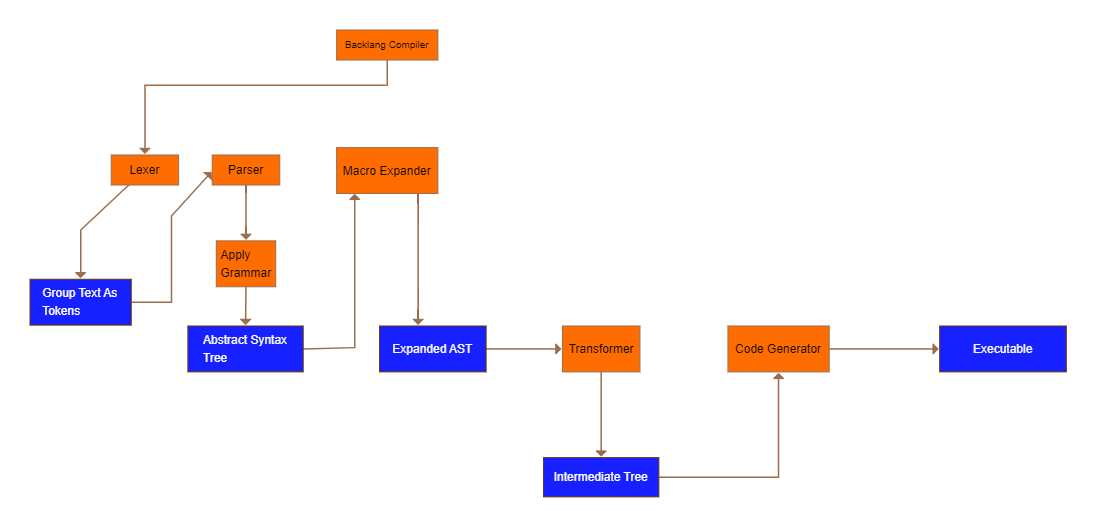 Backlang Compiler
Lexer
Parser
Macro Expander
Apply
Grammar
Group Text As
Tokens
Abstract Syntax
Tree
Expanded AST
Transformer
Code Generator
Executable
Intermediate Tree